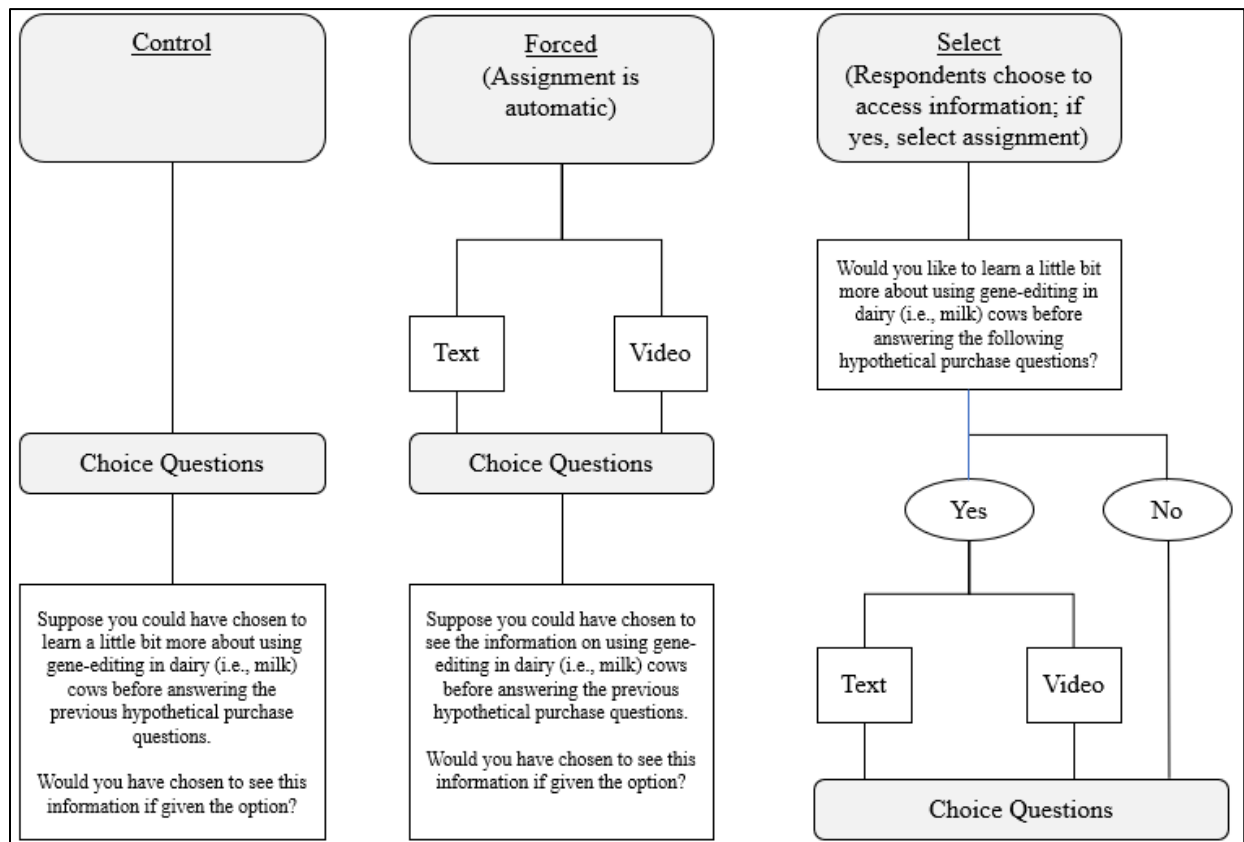 Control
Choice Questions
Suppose you could have chosen to
learn a little bit more about using
gene-editing in dairy (i.e., milk)
cows before answering the
previous hypothetical purchase
questions.
Would you have chosen to see this
information if given the option?
Forced
(Assignment is
automatic)
Text
Video
Choice Questions
Suppose you could have chosen to
see the information on using gene-
editing in dairy (i.e., milk) cows
before answering the previous
hypothetical purchase questions.
Would you have chosen to see this
information if given the option?
Select
(Respondents choose to
access information; if
yes, select assignment)
Would you like to learn a little bit
more about using gene-editing in
dairy (i.e., milk) cows before
answering the following
hypothetical purchase questions?
Yes
No
Text
Video
Choice Questions